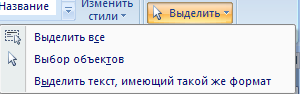 Название
Изменить
стили
Выделить
Выделить все
Выбор объектов
Выделить текст, имеющий такой же формат